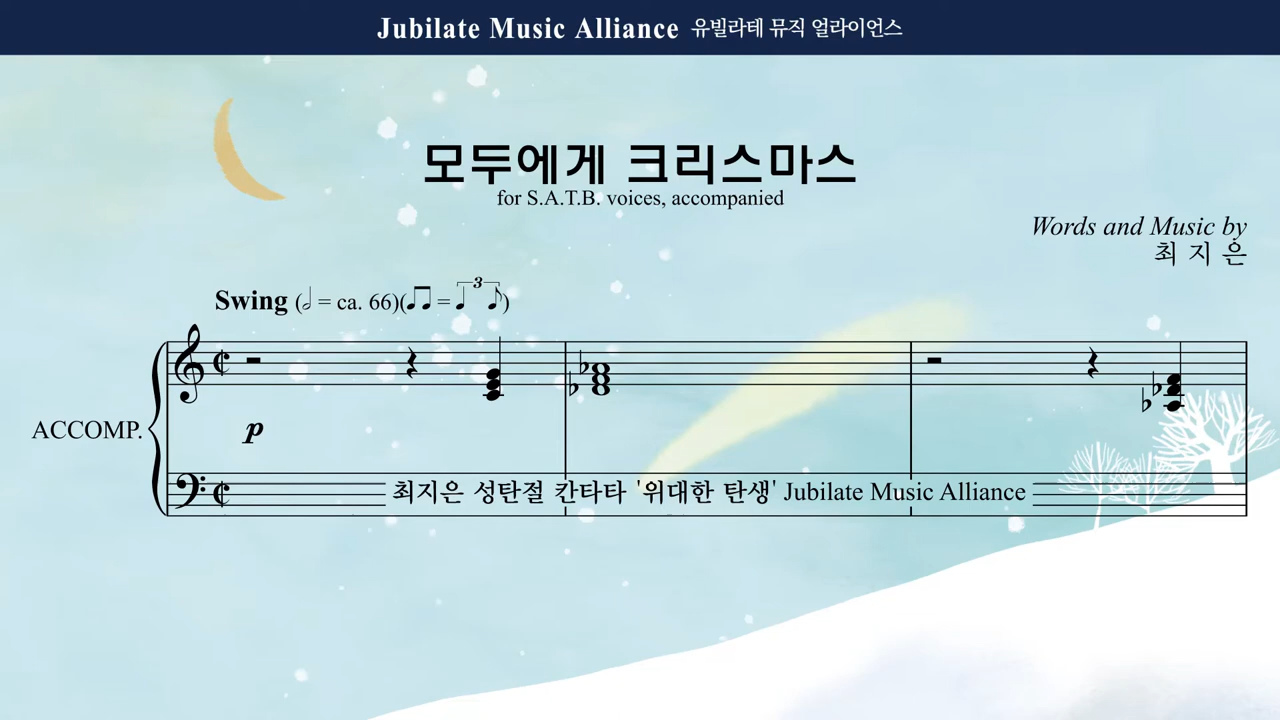 Jubilate Music Alliance 유빌라테 뮤직 얼라이언스
모두에게 크리스마스
for S.A.T.B. voices, accompanied
Words and Music by
최 지 은
Swing (𝅗𝅥 = ca. 66)(♫ = 3 ♩ ♪)
ACCOMP.
p
최지은 성탄절 칸타타 '위대한 탄생' Jubilate Music Alliance